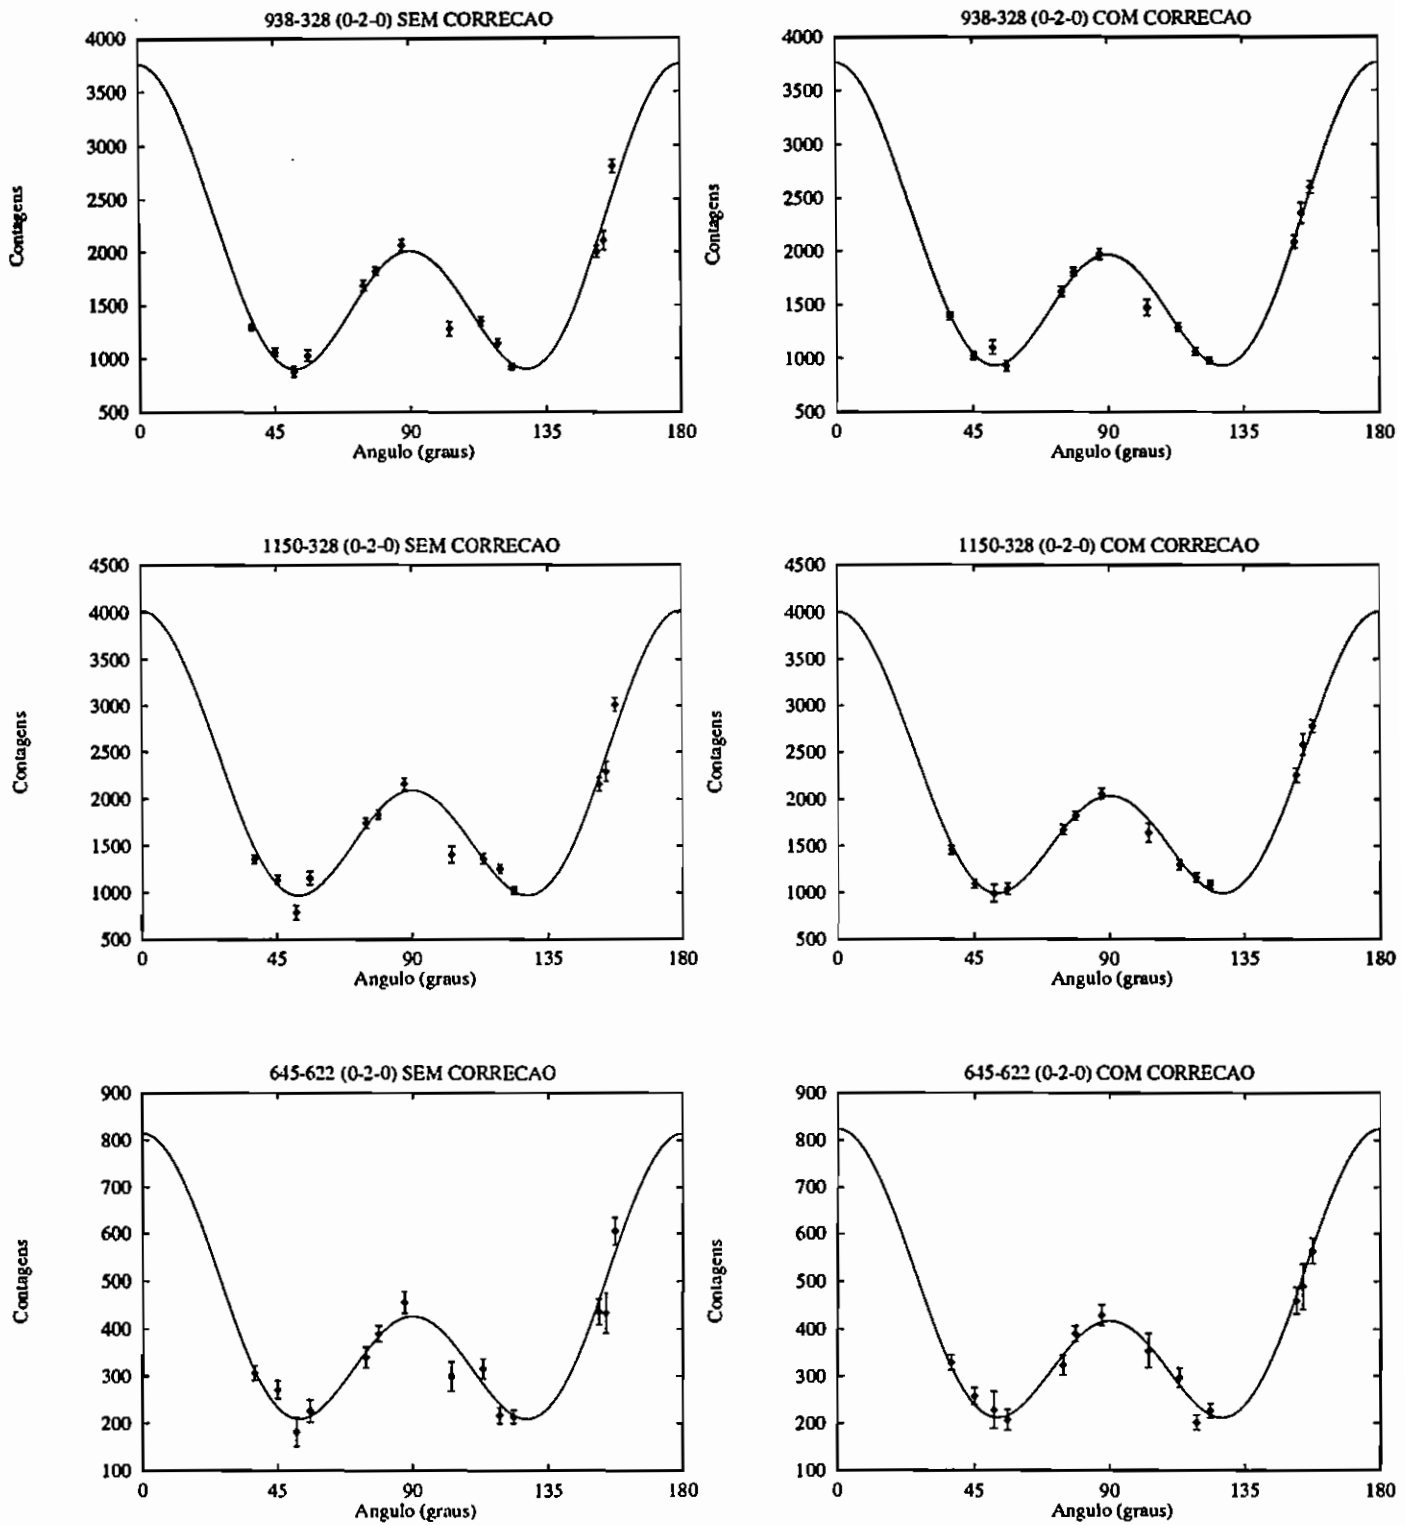 938-328 (0-2-0) SEM CORRECAO
4000
3500
3000
2500
2000
1500
1000
500
Contagens
0 45 90 135 180
Angulo (graus)
938-328 (0-2-0) COM CORRECAO
4000
3500
3000
2500
2000
1500
1000
500
Contagens
0 45 90 135 180
Angulo (graus)
1150-328 (0-2-0) SEM CORRECAO
4500
4000
3500
3000
2500
2000
1500
1000
500
Contagens
0 45 90 135 180
Angulo (graus)
1150-328 (0-2-0) COM CORRECAO
4500
4000
3500
3000
2500
2000
1500
1000
500
Contagens
0 45 90 135 180
Angulo (graus)
645-622 (0-2-0) SEM CORRECAO
900
800
700
600
500
400
300
200
100
Contagens
0 45 90 135 180
Angulo (graus)
645-622 (0-2-0) COM CORRECAO
900
800
700
600
500
400
300
200
100
Contagens
0 45 90 135 180
Angulo (graus)